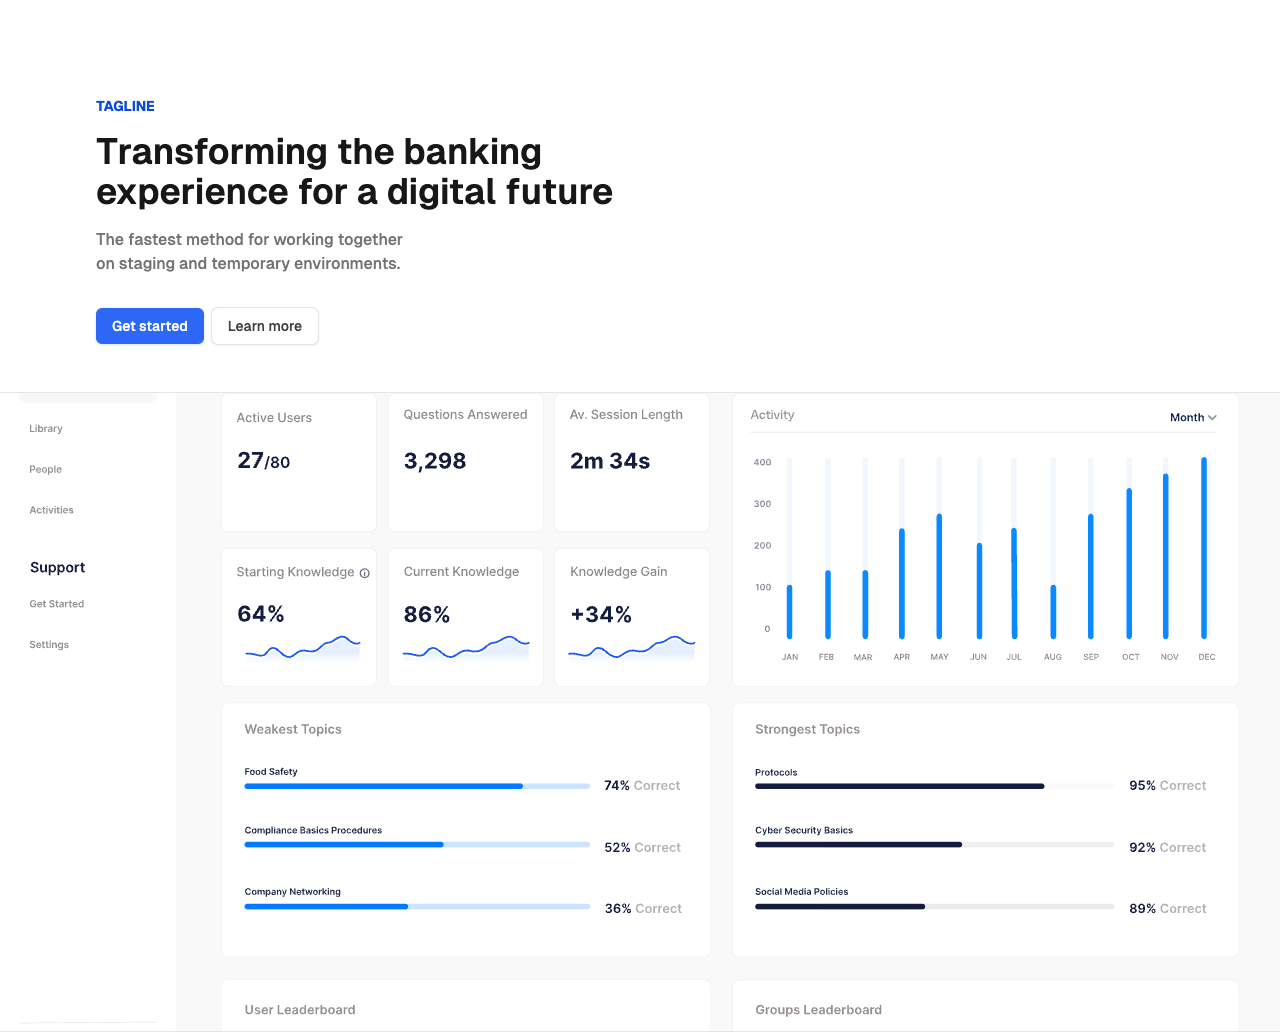 TAGLINE
Transforming the banking
experience for a digital future
The fastest method for working together
on staging and temporary environments.
Get started
Learn more
Library
People
Activities
Support
Get Started
Settings
Active Users
27/80
Questions Answered
3,298
Av. Session Length
2m 34s
Starting Knowledge
64%
Current Knowledge
86%
Knowledge Gain
+34%
Activity
Month
400
300
200
100
0
JAN FEB MAR APR MAY JUN JUL AUG SEP OCT NOV DEC
Weakest Topics
Food Safety
74% Correct
Compliance Basics Procedures
52% Correct
Company Networking
36% Correct
Strongest Topics
Protocols
95% Correct
Cyber Security Basics
92% Correct
Social Media Policies
89% Correct
User Leaderboard
Groups Leaderboard